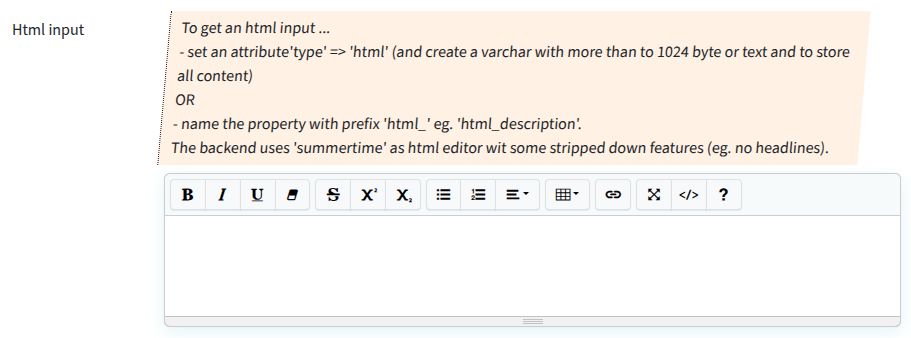 Html input
To get an html input ...
- set an attribute'type' => 'html' (and create a varchar with more than to 1024 byte or text and to store
all content)
OR
- name the property with prefix 'html_' eg. 'html_description'.
The backend uses 'summertime' as html editor wit some stripped down features (eg. no headlines).
B I U S X² X₂ </> ?